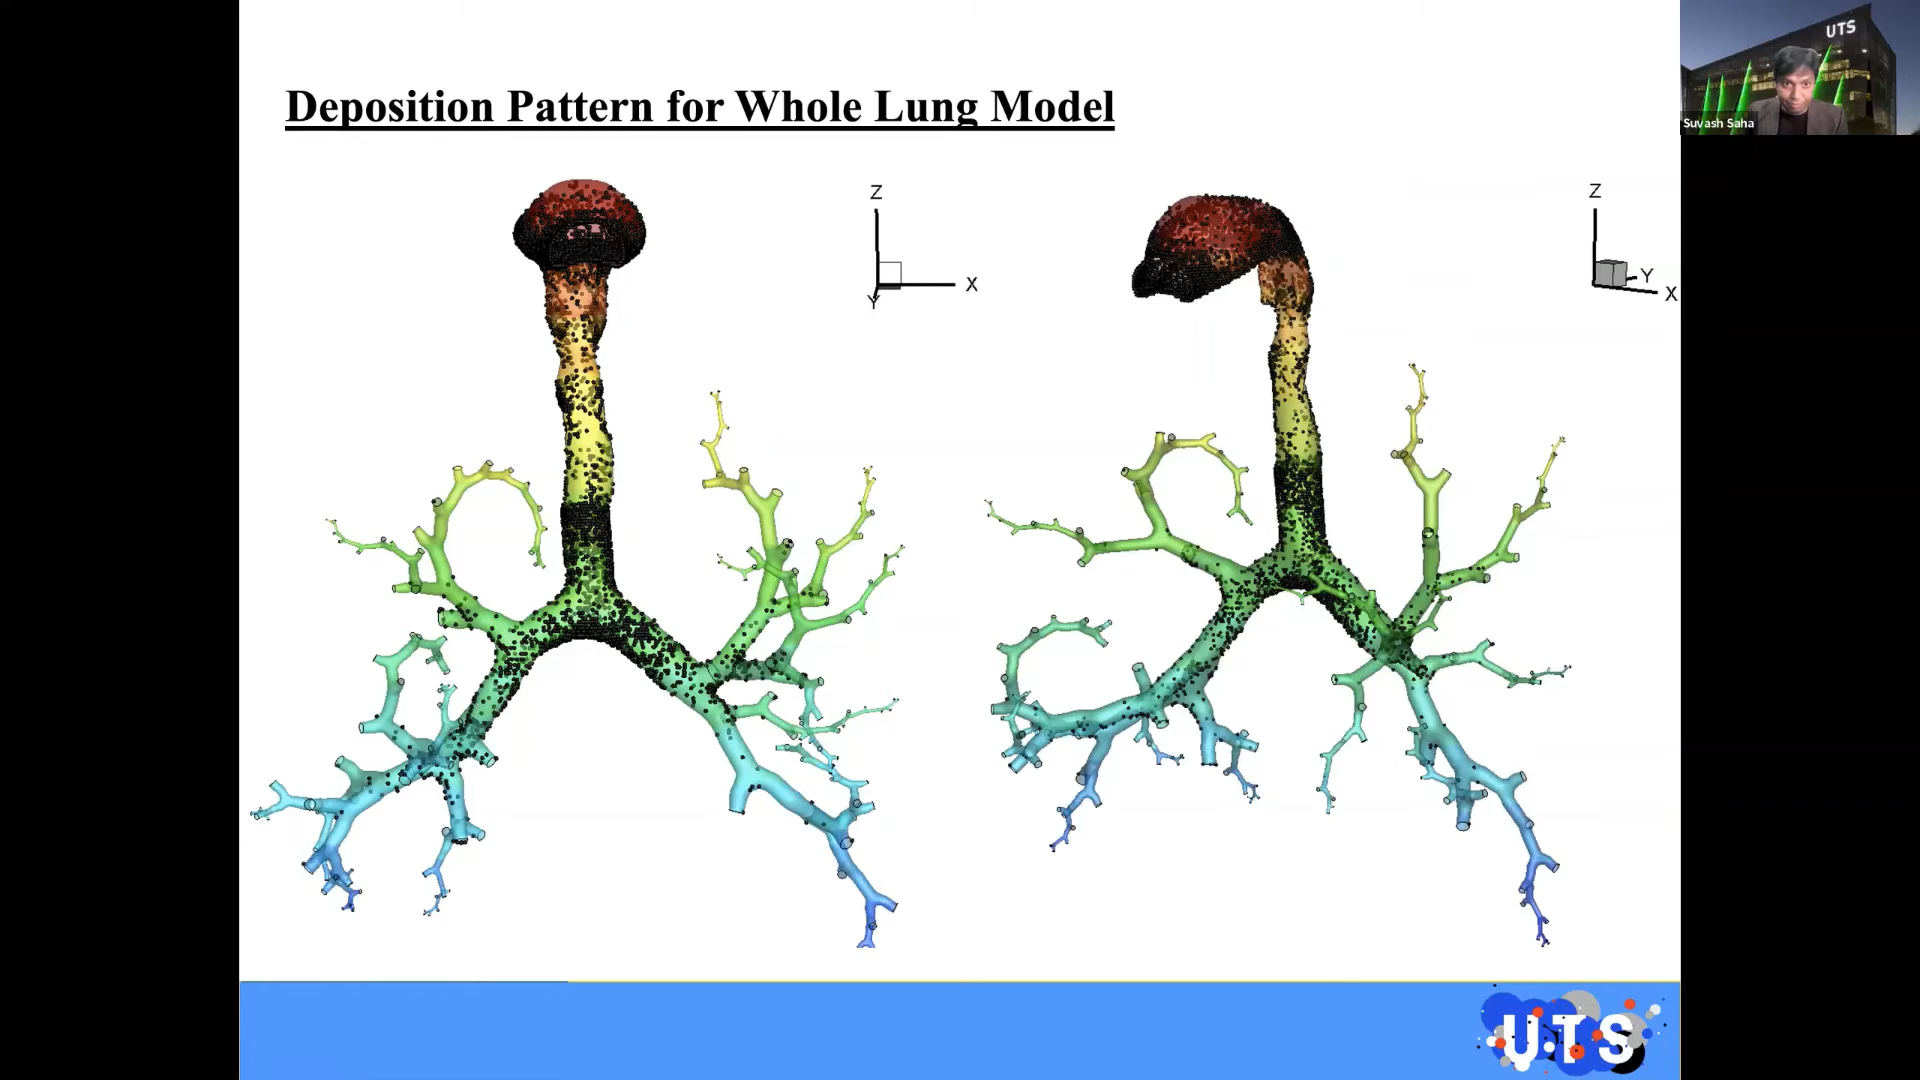 UTS
Suvash Saha
Deposition Pattern for Whole Lung Model
Z
X
Y
Z
Y
X
UTS